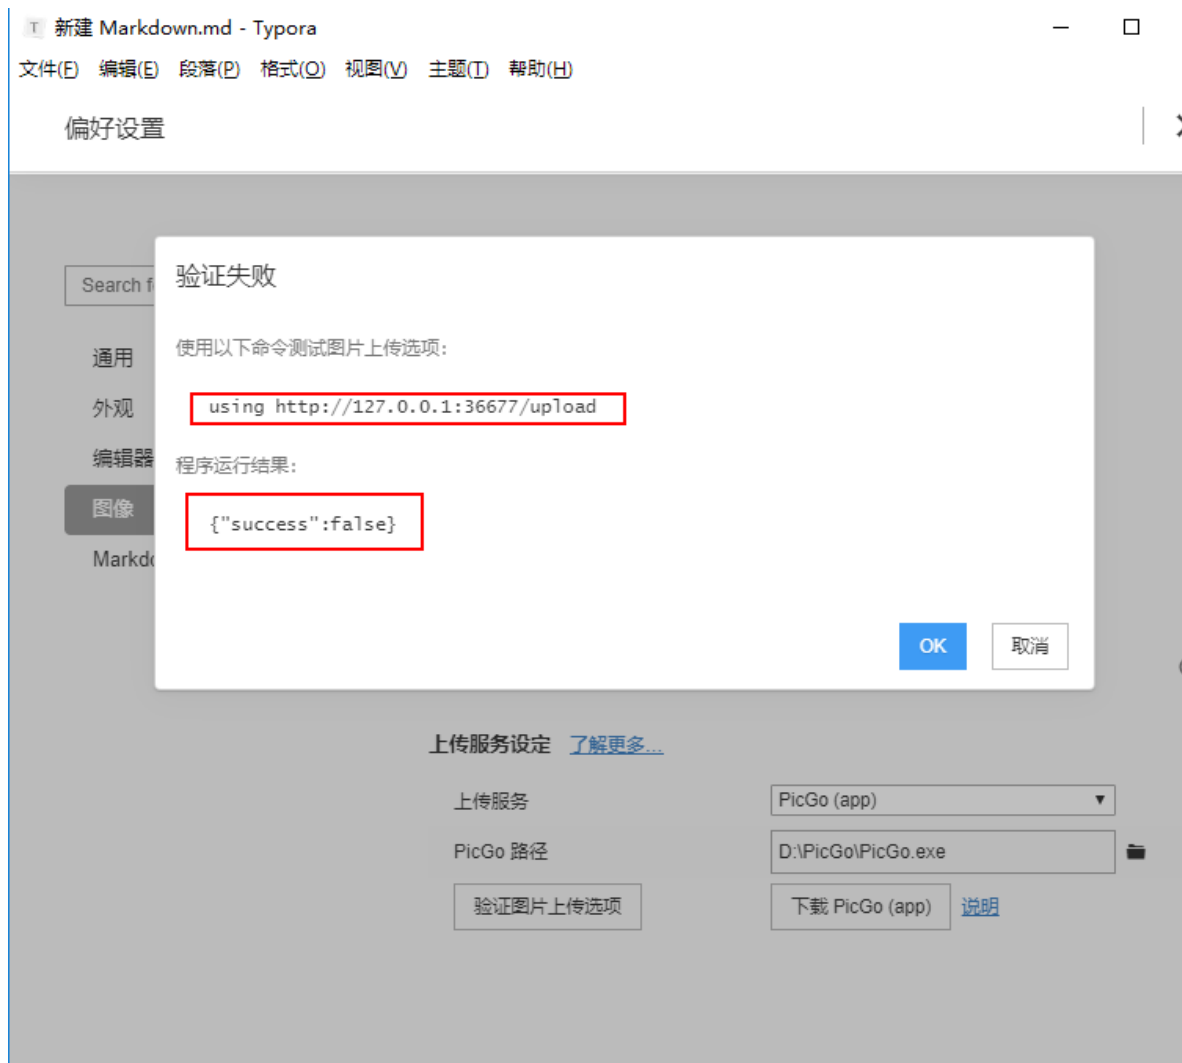 T 新建 Markdown.md - Typora
文件(F) 编辑(E) 段落(P) 格式(O) 视图(V) 主题(T) 帮助(H)
偏好设置
Search f
验证失败
使用以下命令测试图片上传选项:
通用
外观
using http://127.0.0.1:36677/upload
编辑器
程序运行结果:
图像
{"success":false}
Markdo
OK 取消
上传服务设定 了解更多...
上传服务 PicGo (app)
PicGo 路径 D:\PicGo\PicGo.exe
验证图片上传选项 下载 PicGo (app) 说明